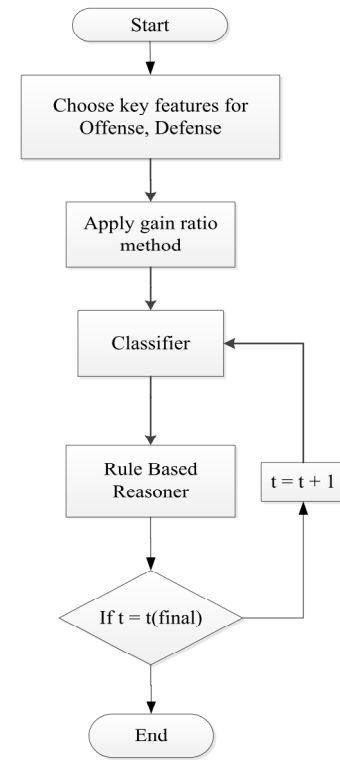 Start
Choose key features for
Offense, Defense
Apply gain ratio
method
Classifier
Rule Based
Reasoner
t = t + 1
If t = t(final)
End